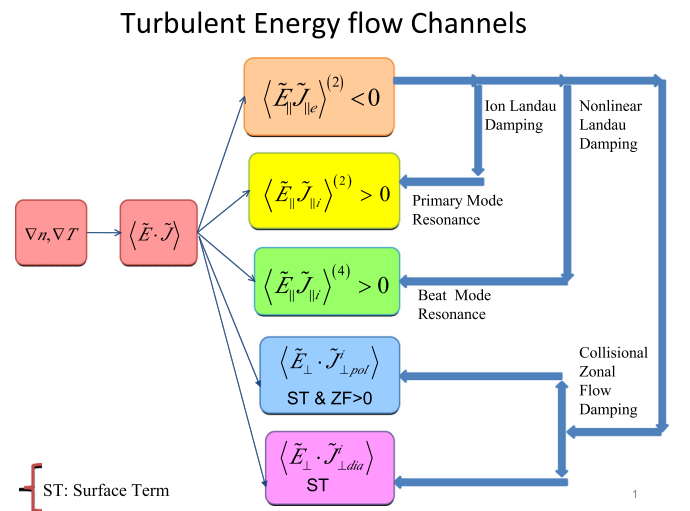 Turbulent Energy flow Channels
⟨Ẽ∥J̃∥e⟩⁽²⁾ < 0
Ion Landau
Damping
Nonlinear
Landau
Damping
⟨Ẽ∥J̃∥i⟩⁽²⁾ > 0
Primary Mode
Resonance
∇n,∇T
⟨Ẽ · J̃⟩
⟨Ẽ∥J̃∥i⟩⁽⁴⁾ > 0
Beat Mode
Resonance
⟨Ẽ⊥ · J̃ⁱ⊥pol⟩
ST & ZF>0
Collisional
Zonal
Flow
Damping
⟨Ẽ⊥ · J̃ⁱ⊥dia⟩
ST
ST: Surface Term
1